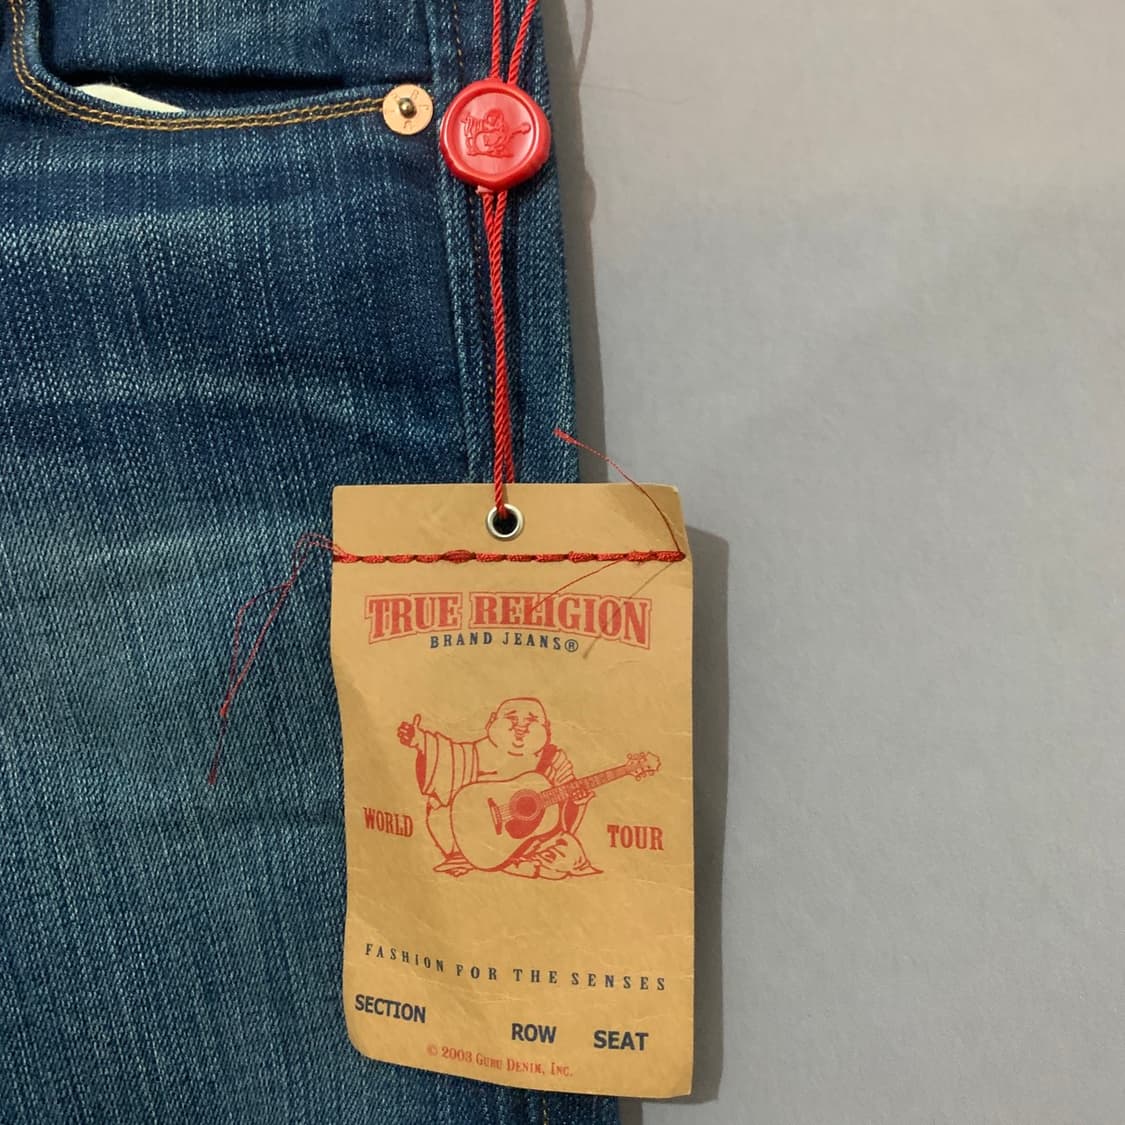 TRUE RELIGION
BRAND JEANS®
WORLD TOUR
FASHION FOR THE SENSES
SECTION ROW SEAT
© 2003 GURU DENIM, INC.